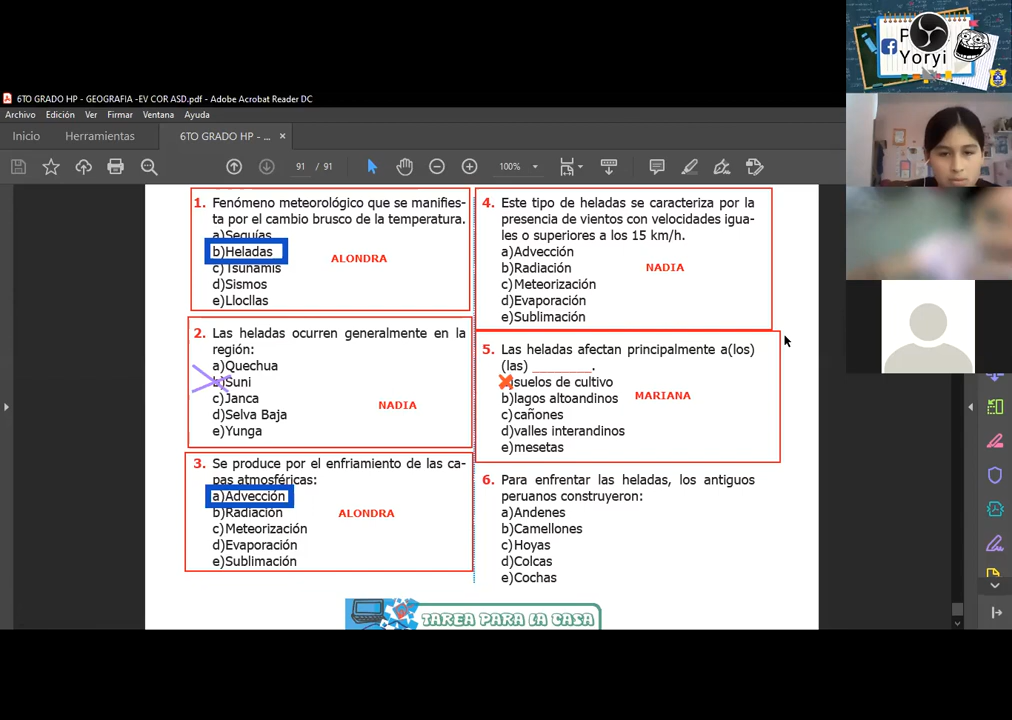 F
Yoryi
6TO GRADO HP - GEOGRAFIA -EV COR ASD.pdf - Adobe Acrobat Reader DC
Archivo Edición Ver Firmar Ventana Ayuda
Inicio Herramientas 6TO GRADO HP - ... ×
91 / 91 100%
1. Fenómeno meteorológico que se manifies-
ta por el cambio brusco de la temperatura.
a)Sequías
b)Heladas
ALONDRA
c)Tsunamis
d)Sismos
e)Llocllas
2. Las heladas ocurren generalmente en la
región:
a)Quechua
b)Suni
c)Janca
NADIA
d)Selva Baja
e)Yunga
3. Se produce por el enfriamiento de las ca-
pas atmosféricas:
a)Advección
b)Radiación
ALONDRA
c)Meteorización
d)Evaporación
e)Sublimación
4. Este tipo de heladas se caracteriza por la
presencia de vientos con velocidades igua-
les o superiores a los 15 km/h.
a)Advección
b)Radiación
NADIA
c)Meteorización
d)Evaporación
e)Sublimación
5. Las heladas afectan principalmente a(los)
(las) ________.
suelos de cultivo
MARIANA
b)lagos altoandinos
c)cañones
d)valles interandinos
e)mesetas
6. Para enfrentar las heladas, los antiguos
peruanos construyeron:
a)Andenes
b)Camellones
c)Hoyas
d)Colcas
e)Cochas
TAREA PARA LA CASA